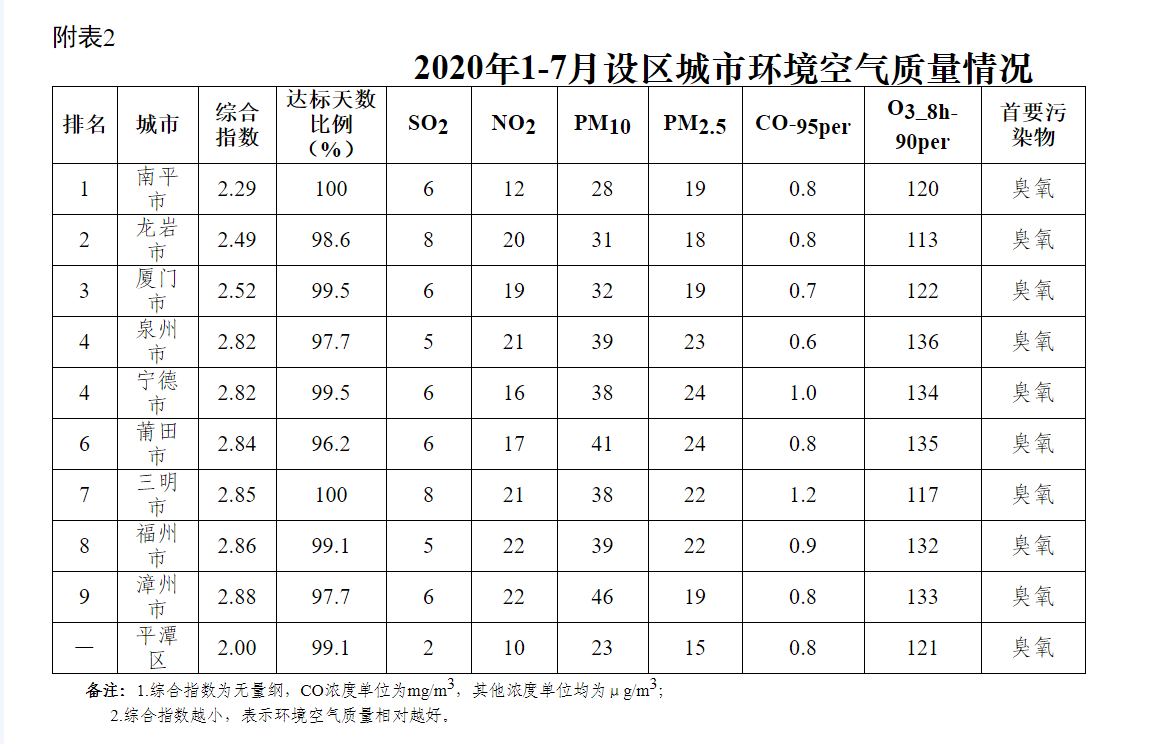 附表2
2020年1-7月设区城市环境空气质量情况
排名 城市 综合指数 达标天数比例（%） SO2 NO2 PM10 PM2.5 CO-95per O3_8h-90per 首要污染物
1 南平市 2.29 100 6 12 28 19 0.8 120 臭氧
2 龙岩市 2.49 98.6 8 20 31 18 0.8 113 臭氧
3 厦门市 2.52 99.5 6 19 32 19 0.7 122 臭氧
4 泉州市 2.82 97.7 5 21 39 23 0.6 136 臭氧
4 宁德市 2.82 99.5 6 16 38 24 1.0 134 臭氧
6 莆田市 2.84 96.2 6 17 41 24 0.8 135 臭氧
7 三明市 2.85 100 8 21 38 22 1.2 117 臭氧
8 福州市 2.86 99.1 5 22 39 22 0.9 132 臭氧
9 漳州市 2.88 97.7 6 22 46 19 0.8 133 臭氧
— 平潭区 2.00 99.1 2 10 23 15 0.8 121 臭氧
备注：1.综合指数为无量纲，CO浓度单位为mg/m3，其他浓度单位均为μg/m3；
2.综合指数越小，表示环境空气质量相对越好。